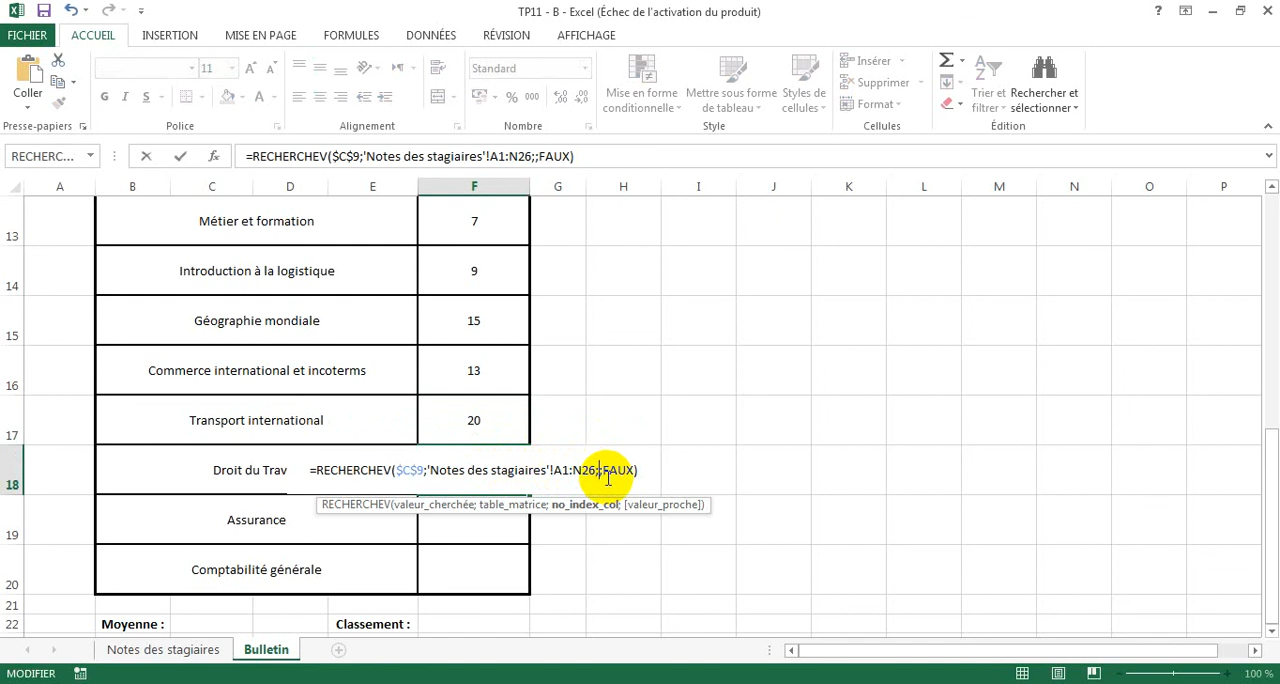 TP11 - B - Excel (Échec de l'activation du produit)
FICHIER ACCUEIL INSERTION MISE EN PAGE FORMULES DONNÉES RÉVISION AFFICHAGE
Coller
11
Standard
Mise en forme conditionnelle
Mettre sous forme de tableau
Styles de cellules
Insérer
Supprimer
Format
Trier et filtrer
Rechercher et sélectionner
Presse-papiers Police Alignement Nombre Style Cellules Édition
RECHERC... =RECHERCHEV($C$9;'Notes des stagiaires'!A1:N26;;FAUX)
A B C D E F G H I J K L M N O P
13 Métier et formation 7
14 Introduction à la logistique 9
15 Géographie mondiale 15
16 Commerce international et incoterms 13
17 Transport international 20
18 Droit du Trav =RECHERCHEV($C$9;'Notes des stagiaires'!A1:N26;;FAUX)
RECHERCHEV(valeur_cherchée; table_matrice; no_index_col; [valeur_proche])
19 Assurance
20 Comptabilité générale
21
22 Moyenne : Classement :
Notes des stagiaires Bulletin
MODIFIER 100 %